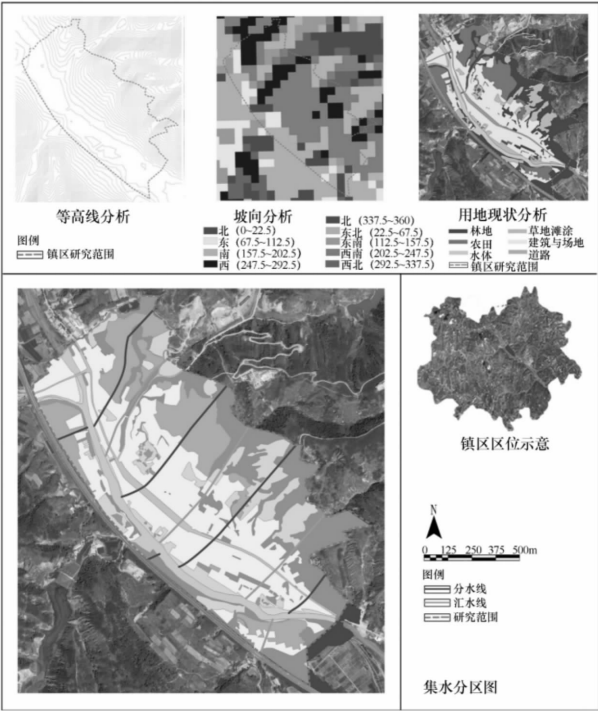 等高线分析
图例
镇区研究范围
坡向分析
北 (0~22.5)
东 (67.5~112.5)
南 (157.5~202.5)
西 (247.5~292.5)
北 (337.5~360)
东北 (22.5~67.5)
东南 (112.5~157.5)
西南 (202.5~247.5)
西北 (292.5~337.5)
用地现状分析
林地
农田
水体
镇区研究范围
草地滩涂
建筑与场地
道路
镇区区位示意
N
0 125 250 375 500m
图例
分水线
汇水线
研究范围
集水分区图